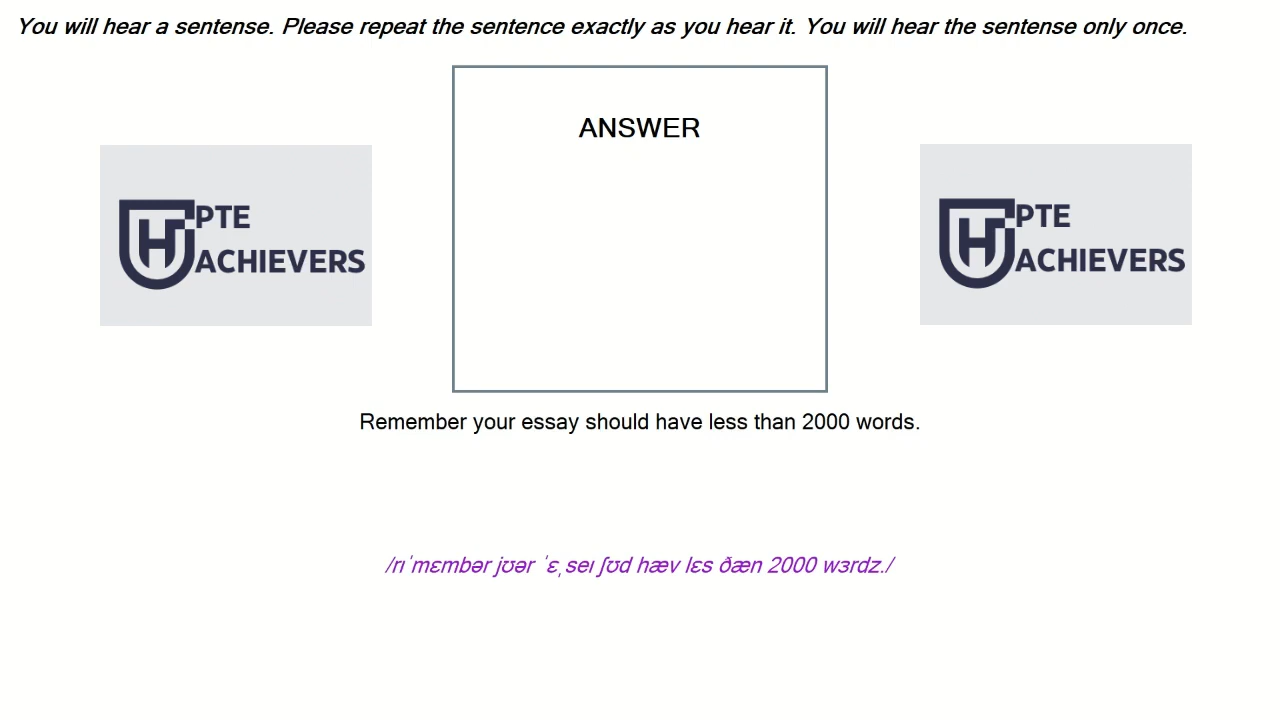 You will hear a sentense. Please repeat the sentence exactly as you hear it. You will hear the sentense only once.
ANSWER
PTE
ACHIEVERS
PTE
ACHIEVERS
Remember your essay should have less than 2000 words.
/rɪˈmɛmbər jʊər ˈɛˌseɪ ʃʊd hæv lɛs ðæn 2000 wɜrdz./